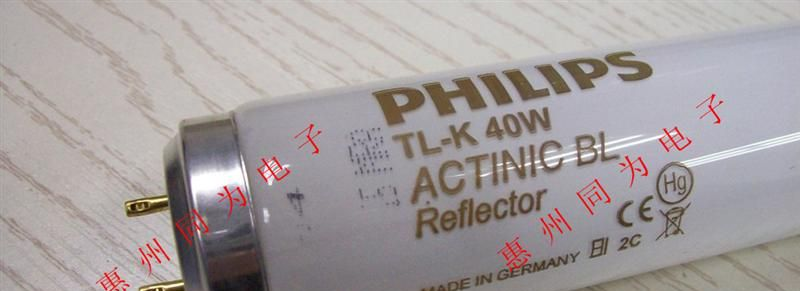 PHILIPS
TL-K 40W
ACTINIC BL
Reflector
Hg
CE
2C
MADE IN GERMANY
惠州同为电子
惠州同为电子